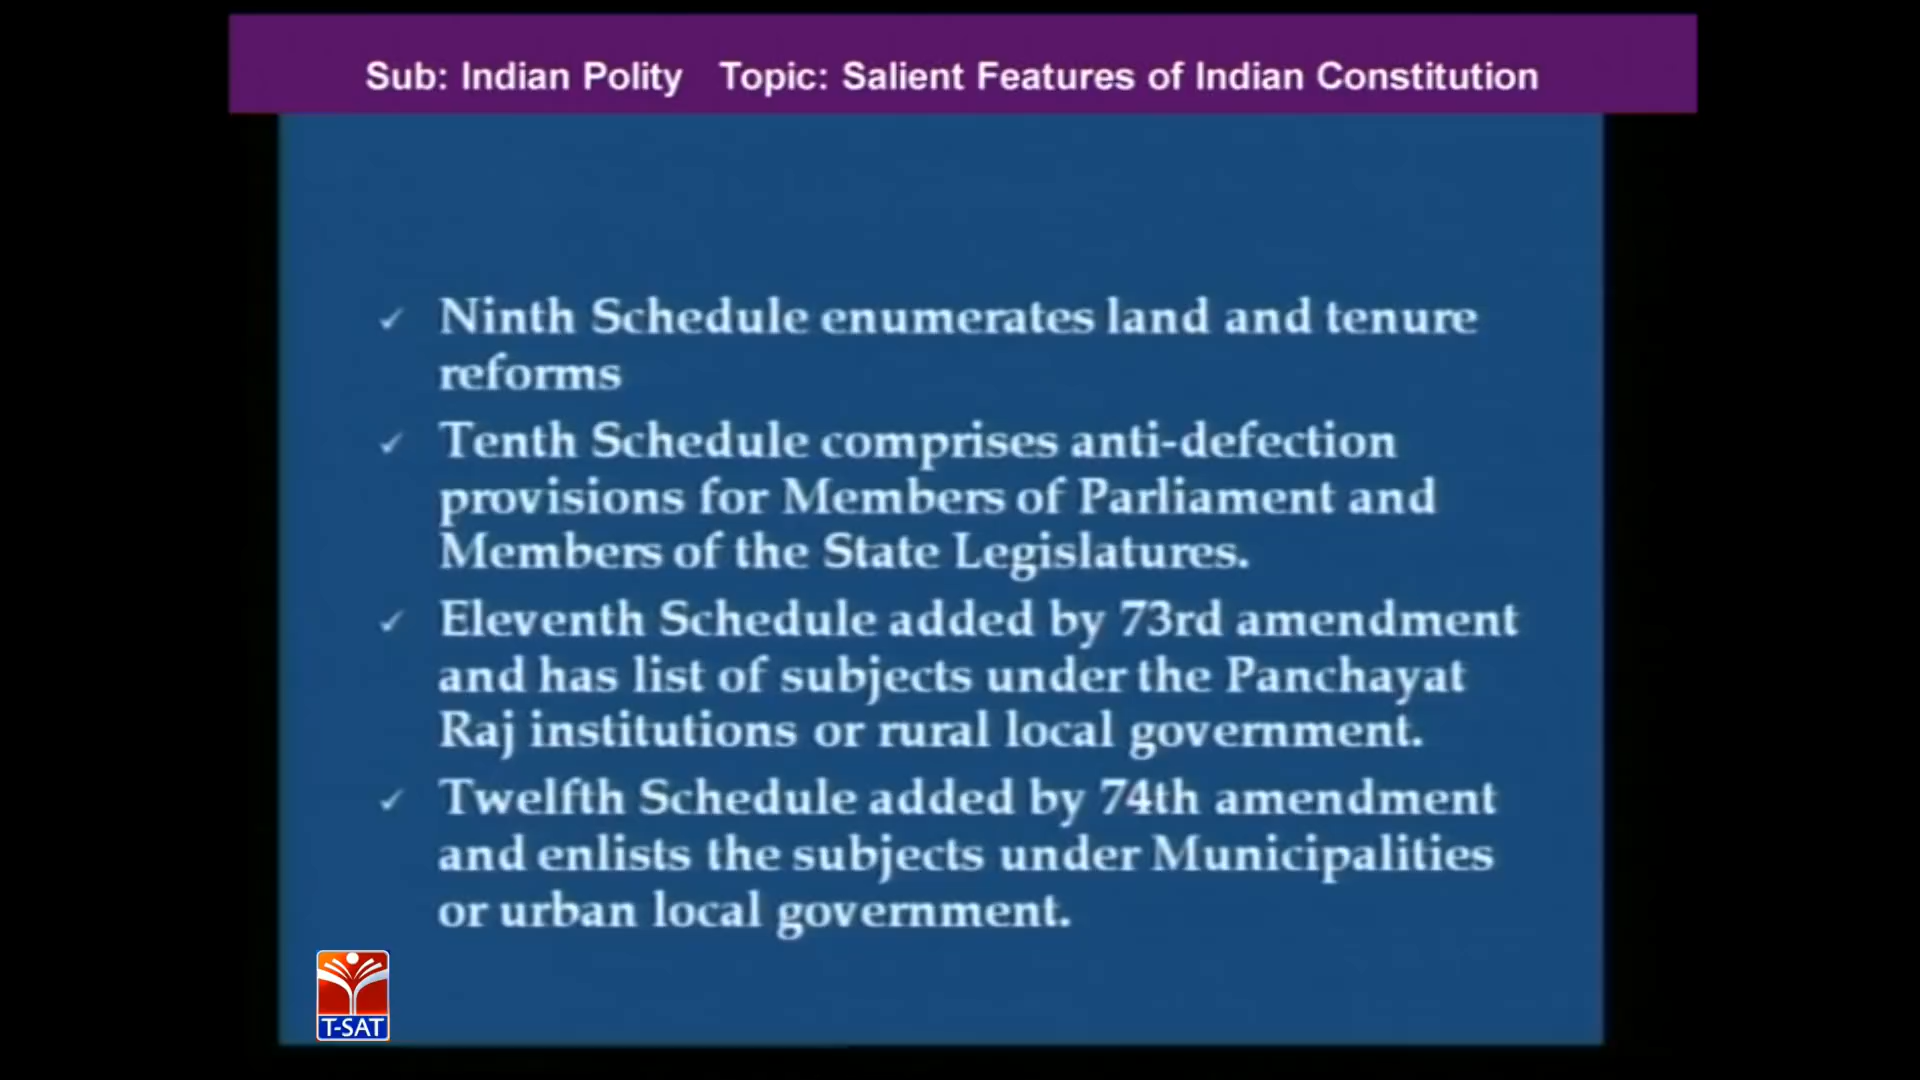 Sub: Indian Polity Topic: Salient Features of Indian Constitution
✓ Ninth Schedule enumerates land and tenure
reforms
✓ Tenth Schedule comprises anti-defection
provisions for Members of Parliament and
Members of the State Legislatures.
✓ Eleventh Schedule added by 73rd amendment
and has list of subjects under the Panchayat
Raj institutions or rural local government.
✓ Twelfth Schedule added by 74th amendment
and enlists the subjects under Municipalities
or urban local government.
T-SAT